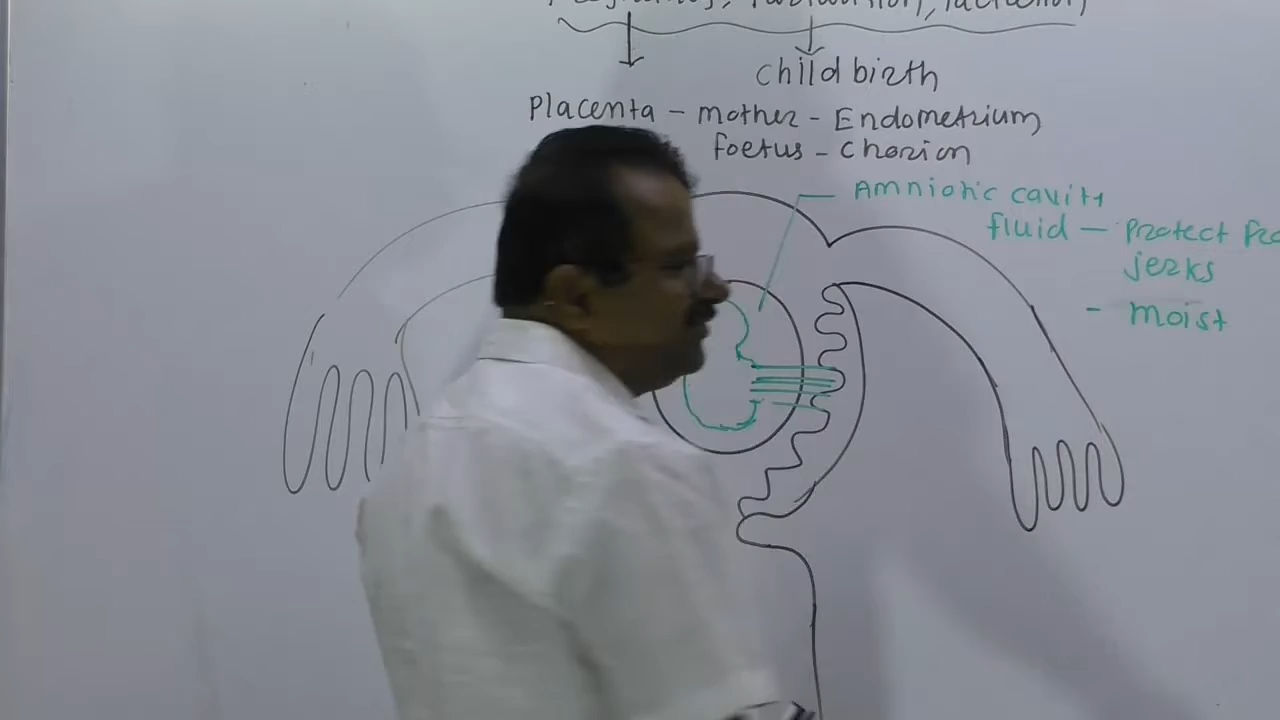 child birth
Placenta - mother - Endometrium
foetus - chorion
Amniotic cavity
fluid - Protect
jerks
- moist